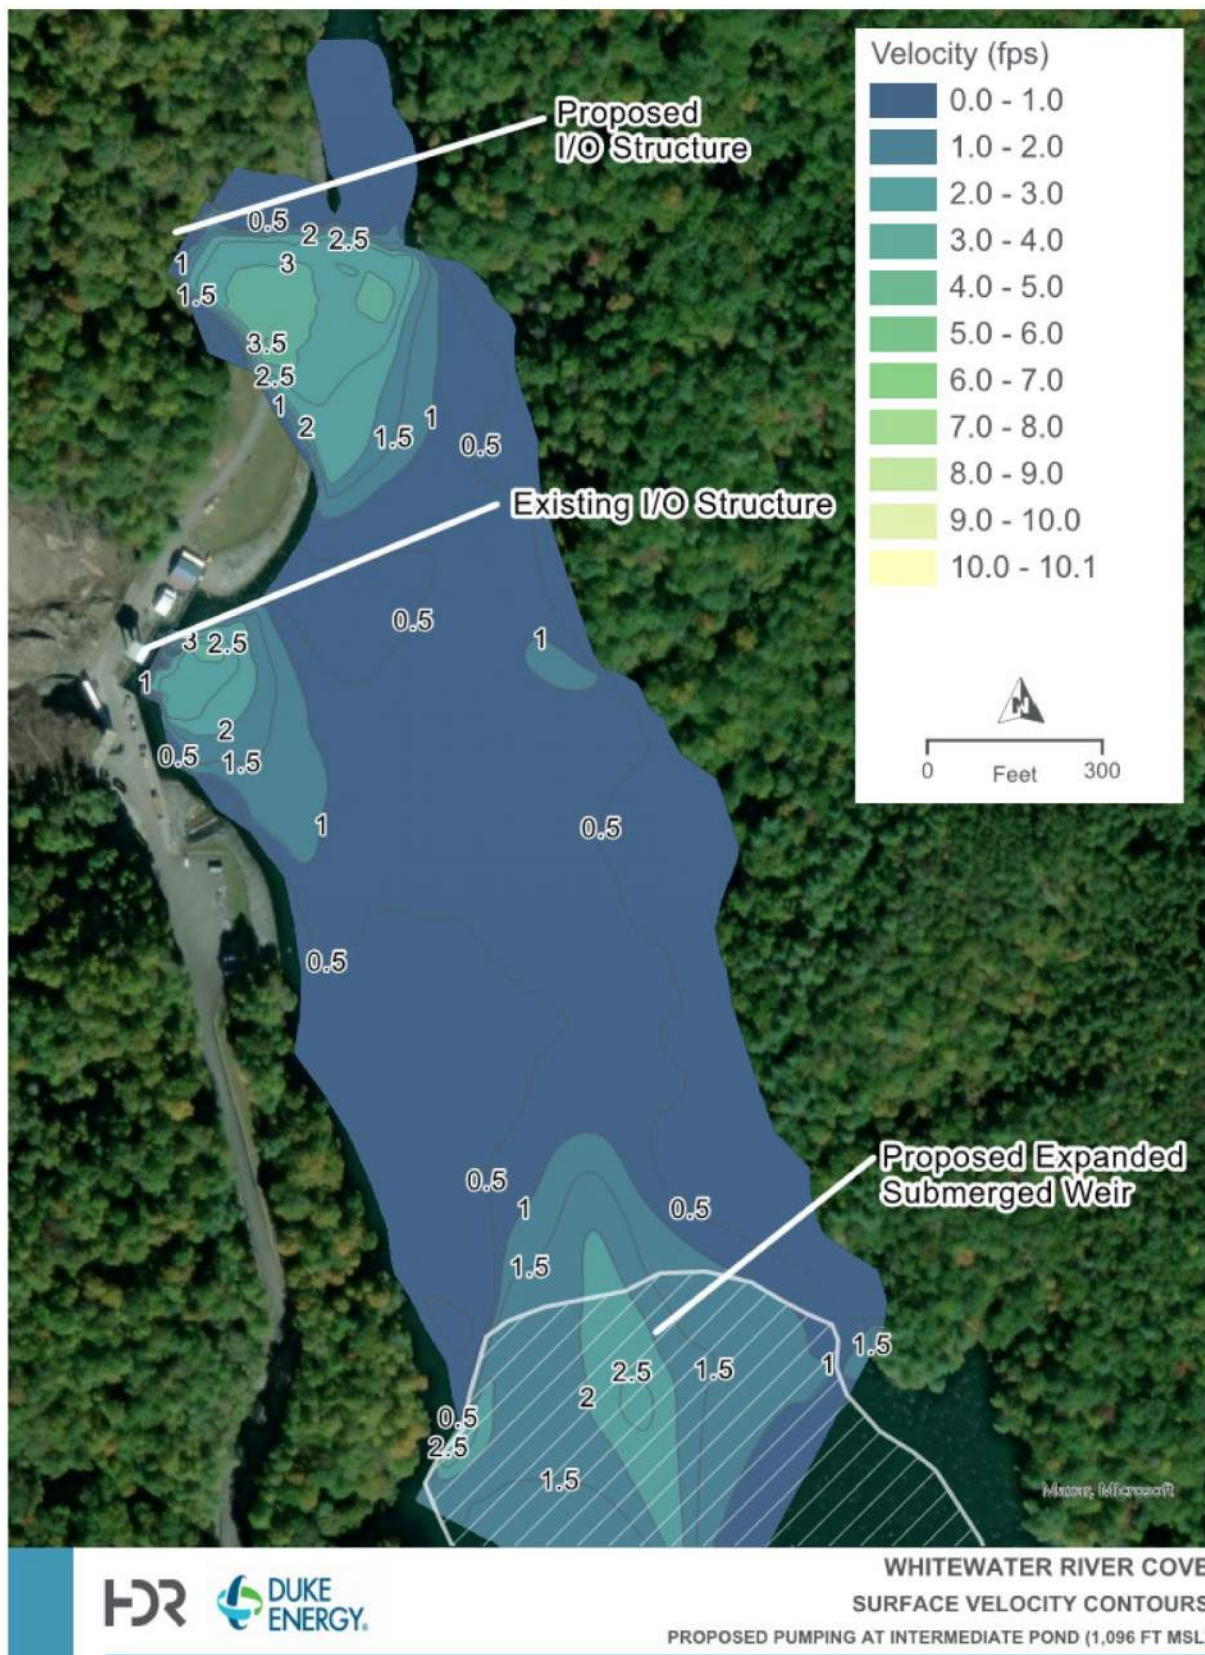 Velocity (fps)
0.0 - 1.0
1.0 - 2.0
2.0 - 3.0
3.0 - 4.0
4.0 - 5.0
5.0 - 6.0
6.0 - 7.0
7.0 - 8.0
8.0 - 9.0
9.0 - 10.0
10.0 - 10.1
N
0 300
Feet
Proposed
I/O Structure
0.5
2
2.5
1
3
1.5
3.5
2.5
1
2
1.5
1
0.5
Existing I/O Structure
0.5
3
2.5
1
1
2
0.5
1.5
1
0.5
0.5
Proposed Expanded
Submerged Weir
0.5
1
0.5
1.5
1.5
2.5
1.5
1
2
0.5
2.5
1.5
Maxar, Microsoft
HDR
DUKE
ENERGY®
WHITEWATER RIVER COVE
SURFACE VELOCITY CONTOURS
PROPOSED PUMPING AT INTERMEDIATE POND (1,096 FT MSL